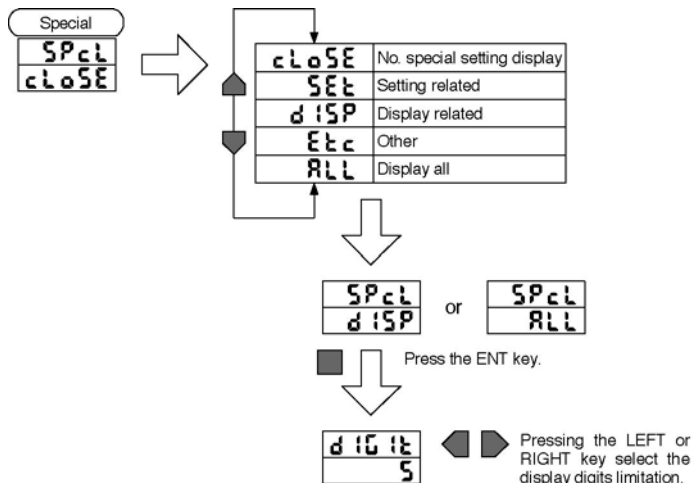 Special
SPcL
cLoSE
cLoSE No. special setting display
SEt Setting related
dISP Display related
Etc Other
ALL Display all
SPcL
dISP
or
SPcL
ALL
Press the ENT key.
dIGIt
5
Pressing the LEFT or
RIGHT key select the
display digits limitation.